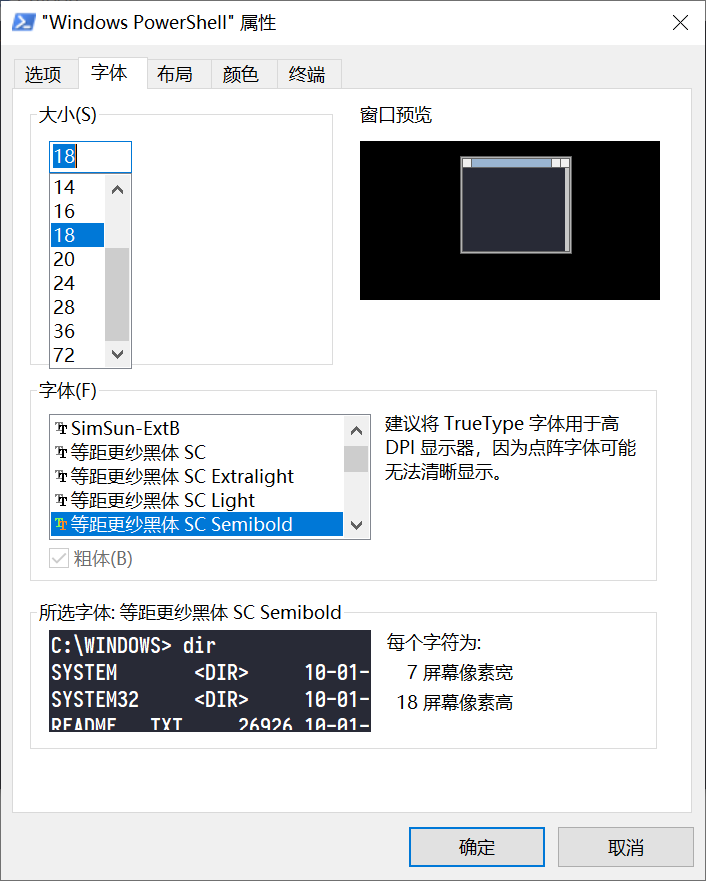 "Windows PowerShell" 属性
选项 字体 布局 颜色 终端
大小(S)
窗口预览
18
14
16
18
20
24
28
36
72
字体(F)
SimSun-ExtB
等距更纱黑体 SC
等距更纱黑体 SC Extralight
等距更纱黑体 SC Light
等距更纱黑体 SC Semibold
建议将 TrueType 字体用于高
DPI 显示器，因为点阵字体可能
无法清晰显示。
粗体(B)
所选字体: 等距更纱黑体 SC Semibold
C:\WINDOWS> dir
SYSTEM <DIR> 10-01-
SYSTEM32 <DIR> 10-01-
README TXT 26926 10-01-
每个字符为:
7 屏幕像素宽
18 屏幕像素高
确定 取消